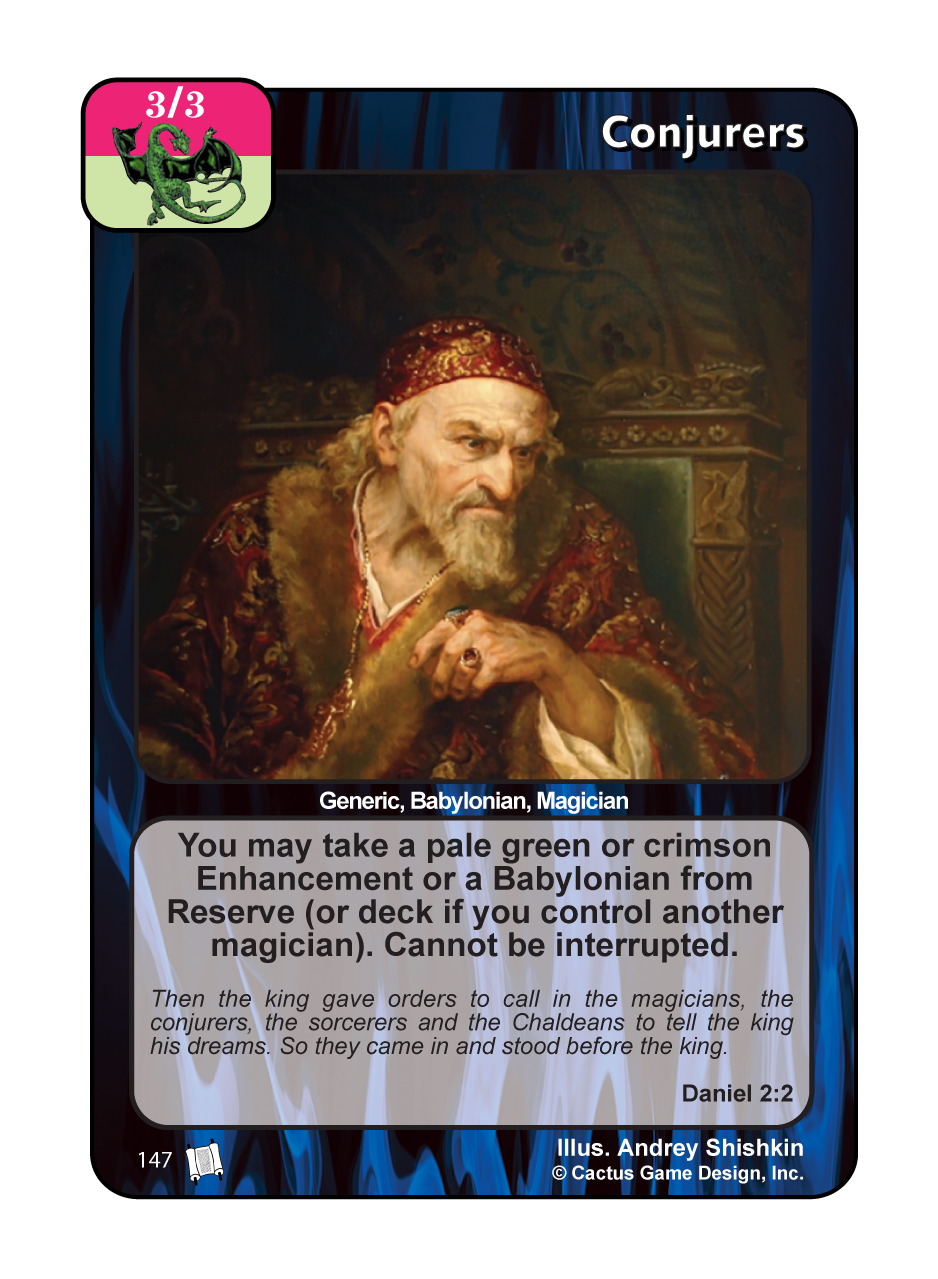 3/3
Conjurers
Generic, Babylonian, Magician
You may take a pale green or crimson
Enhancement or a Babylonian from
Reserve (or deck if you control another
magician). Cannot be interrupted.
Then the king gave orders to call in the magicians, the
conjurers, the sorcerers and the Chaldeans to tell the king
his dreams. So they came in and stood before the king.
Daniel 2:2
147
Illus. Andrey Shishkin
© Cactus Game Design, Inc.